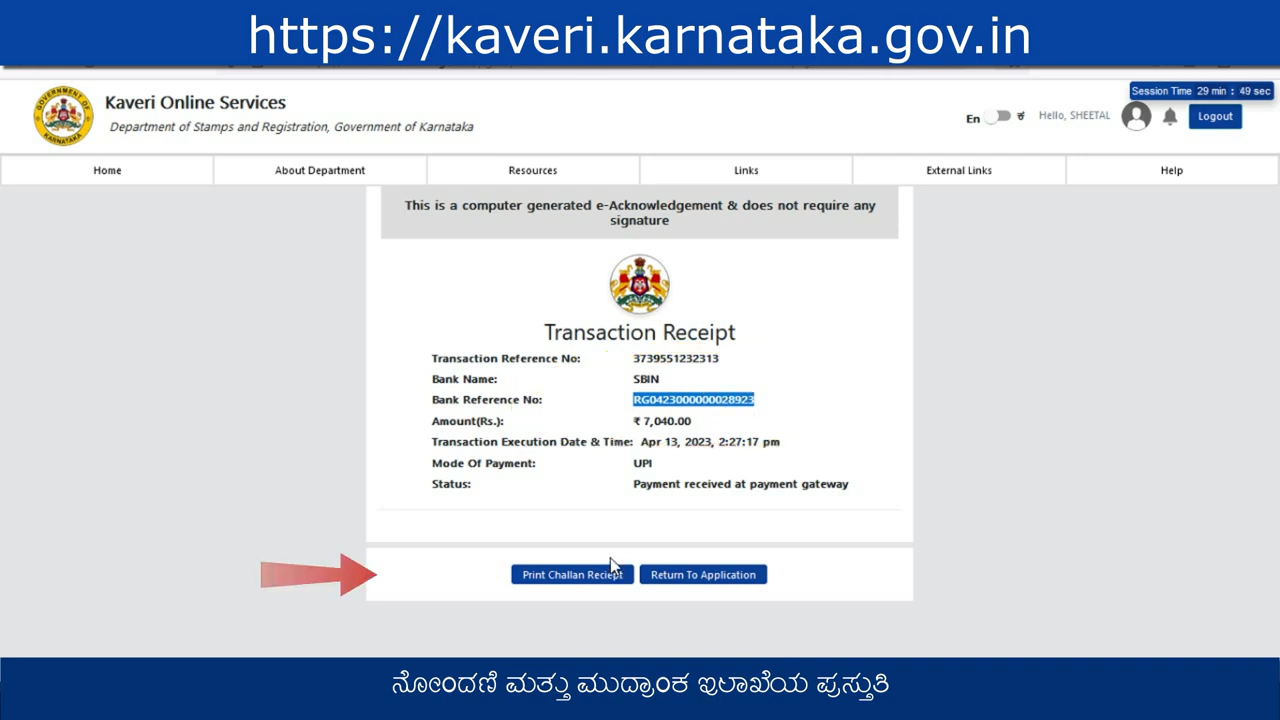 https://kaveri.karnataka.gov.in
Session Time 29 min : 49 sec
Kaveri Online Services
Department of Stamps and Registration, Government of Karnataka
En ಕ Hello, SHEETAL Logout
GOVERNMENT OF KARNATAKA
Home About Department Resources Links External Links Help
This is a computer generated e-Acknowledgement & does not require any
signature
Transaction Receipt
Transaction Reference No: 3739551232313
Bank Name: SBIN
Bank Reference No: RG0423000000028923
Amount(Rs.): ₹ 7,040.00
Transaction Execution Date & Time: Apr 13, 2023, 2:27:17 pm
Mode Of Payment: UPI
Status: Payment received at payment gateway
Print Challan Reciept Return To Application
ನೋಂದಣಿ ಮತ್ತು ಮುದ್ರಾಂಕ ಇಲಾಖೆಯ ಪ್ರಸ್ತುತಿ